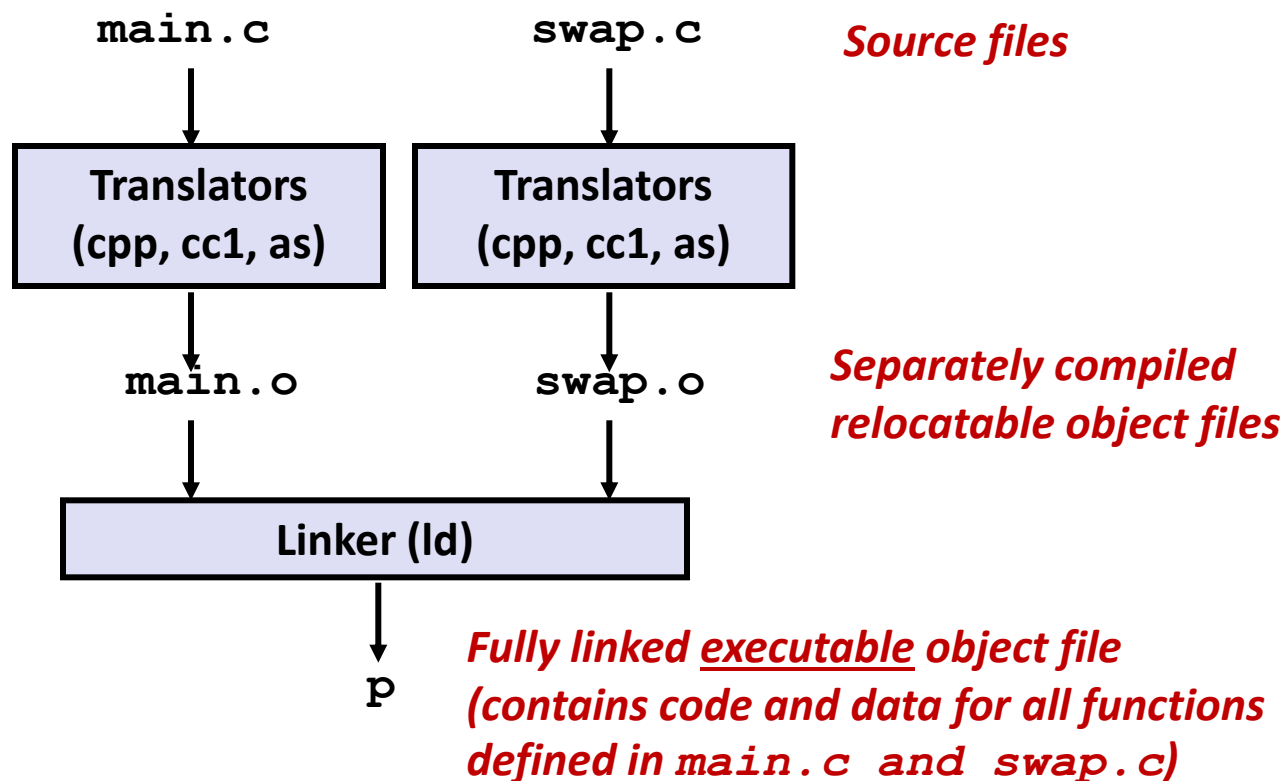 main.c
swap.c
Source files
Translators
(cpp, cc1, as)
Translators
(cpp, cc1, as)
main.o
swap.o
Separately compiled
relocatable object files
Linker (ld)
p
Fully linked executable object file
(contains code and data for all functions
defined in main.c and swap.c)